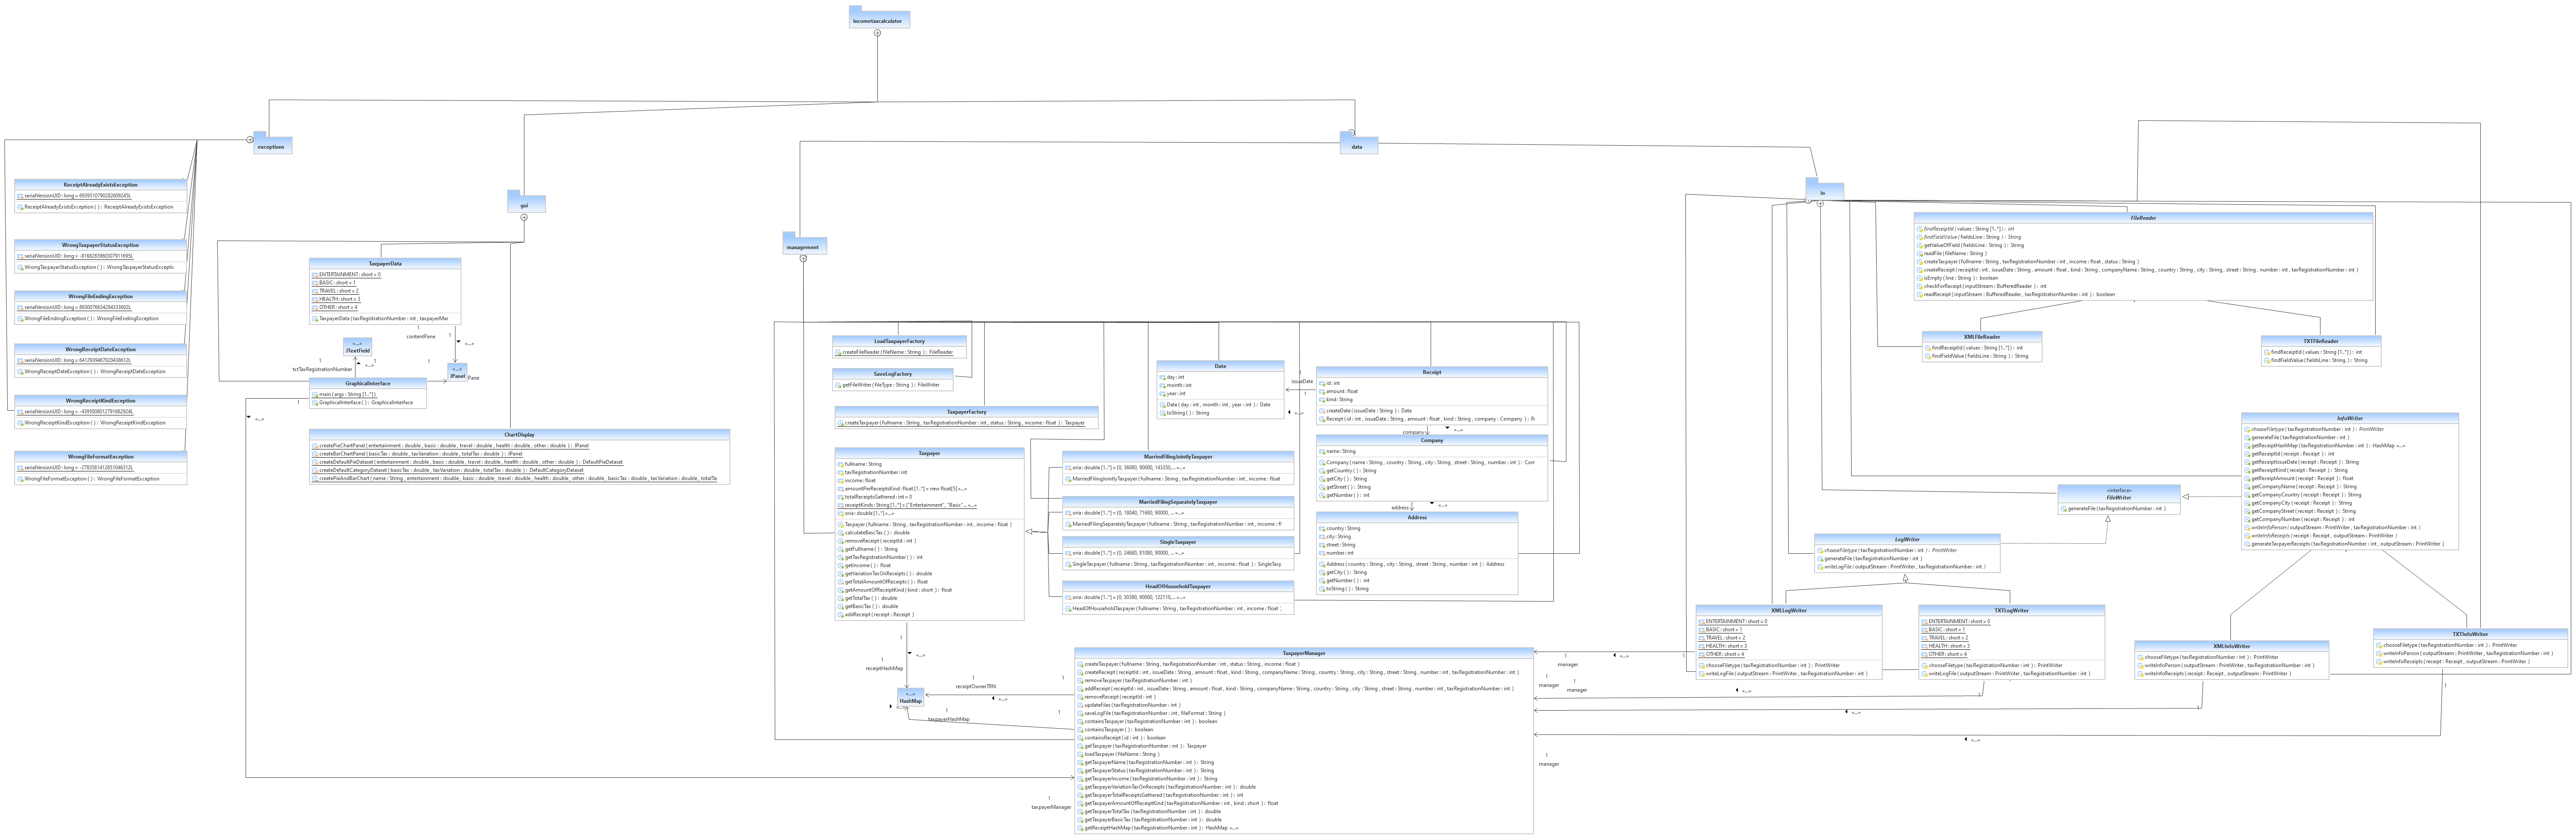 incometaxcalculator
exceptions
data
gui
management
io
ReceiptAlreadyExistsException
serialVersionUID : long = 6939510790282609245L
ReceiptAlreadyExistsException ( ) : ReceiptAlreadyExistsException
WrongTaxpayerStatusException
serialVersionUID : long = -8168283960307911695L
WrongTaxpayerStatusException ( ) : WrongTaxpayerStatusExceptic
WrongFileEndingException
serialVersionUID : long = 8930076634284333602L
WrongFileEndingException ( ) : WrongFileEndingException
WrongReceiptDateException
serialVersionUID : long = 6412939467020438612L
WrongReceiptDateException ( ) : WrongReceiptDateException
WrongReceiptKindException
serialVersionUID : long = -4395008012791682924L
WrongReceiptKindException ( ) : WrongReceiptKindException
WrongFileFormatException
serialVersionUID : long = -2783561412651046312L
WrongFileFormatException ( ) : WrongFileFormatException
TaxpayerData
ENTERTAINMENT : short = 0
BASIC : short = 1
TRAVEL : short = 2
HEALTH : short = 3
OTHER : short = 4
TaxpayerData ( taxRegistrationNumber : int , taxpayerMar
1
contentPane
1
«...»
«...»
JTextField
1
txtTaxRegistrationNumber
1
«...»
1
«...»
JPanel
Pane
GraphicalInterface
main ( args : String [1..*] )
GraphicalInterface ( ) : GraphicalInterface
1
«...»
ChartDisplay
createPieChartPanel ( entertainment : double , basic : double , travel : double , health : double , other : double ) : JPanel
createBarChartPanel ( basicTax : double , taxVariation : double , totalTax : double ) : JPanel
createDefaultPieDataset ( entertainment : double , basic : double , travel : double , health : double , other : double ) : DefaultPieDataset
createDefaultCategoryDataset ( basicTax : double , taxVariation : double , totalTax : double ) : DefaultCategoryDataset
createPieAndBarChart ( name : String , entertainment : double , basic : double , travel : double , health : double , other : double , basicTax : double , taxVariation : double , totalTa
LoadTaxpayerFactory
createFileReader ( fileName : String ) : FileReader
SaveLogFactory
getFileWriter ( fileType : String ) : FileWriter
TaxpayerFactory
createTaxpayer ( fullname : String , taxRegistrationNumber : int , status : String , income : float ) : Taxpayer
Taxpayer
fullname : String
taxRegistrationNumber : int
income : float
amountPerReceiptsKind : float [1..*] = new float[5] «...»
totalReceiptsGathered : int = 0
receiptKinds : String [1..*] = {"Entertainment", "Basic"... «...»
oria : double [1..*] «...»
Taxpayer ( fullname : String , taxRegistrationNumber : int , income : float )
calculateBasicTax ( ) : double
removeReceipt ( receiptId : int )
getFullname ( ) : String
getTaxRegistrationNumber ( ) : int
getIncome ( ) : float
getVariationTaxOnReceipts ( ) : double
getTotalAmountOfReceipts ( ) : float
getAmountOfReceiptKind ( kind : short ) : float
getTotalTax ( ) : double
getBasicTax ( ) : double
addReceipt ( receipt : Receipt )
1
«...»
1
receiptHashMap
«...»
HashMap
«...»
MarriedFilingJointlyTaxpayer
oria : double [1..*] = {0, 36080, 90000, 143350,... «...»
MarriedFilingJointlyTaxpayer ( fullname : String , taxRegistrationNumber : int , income : float
MarriedFilingSeparatelyTaxpayer
oria : double [1..*] = {0, 18040, 71680, 90000, ... «...»
MarriedFilingSeparatelyTaxpayer ( fullname : String , taxRegistrationNumber : int , income : fl
SingleTaxpayer
oria : double [1..*] = {0, 24680, 81080, 90000, ... «...»
SingleTaxpayer ( fullname : String , taxRegistrationNumber : int , income : float ) : SingleTaxp
HeadOfHouseholdTaxpayer
oria : double [1..*] = {0, 30390, 90000, 122110,... «...»
HeadOfHouseholdTaxpayer ( fullname : String , taxRegistrationNumber : int , income : float )
Date
day : int
month : int
year : int
Date ( day : int , month : int , year : int ) : Date
toString ( ) : String
1
issueDate
1
«...»
Receipt
id : int
amount : float
kind : String
createDate ( issueDate : String ) : Date
Receipt ( id : int , issueDate : String , amount : float , kind : String , company : Company ) : R
company
«...»
Company
name : String
Company ( name : String , country : String , city : String , street : String , number : int ) : Com
getCountry ( ) : String
getCity ( ) : String
getStreet ( ) : String
getNumber ( ) : int
address
«...»
Address
country : String
city : String
street : String
number : int
Address ( country : String , city : String , street : String , number : int ) : Address
getCity ( ) : String
getNumber ( ) : int
toString ( ) : String
TaxpayerManager
createTaxpayer ( fullname : String , taxRegistrationNumber : int , status : String , income : float )
createReceipt ( receiptId : int , issueDate : String , amount : float , kind : String , companyName : String , country : String , city : String , street : String , number : int , taxRegistrationNumber : int )
removeTaxpayer ( taxRegistrationNumber : int )
addReceipt ( receiptId : int , issueDate : String , amount : float , kind : String , companyName : String , country : String , city : String , street : String , number : int , taxRegistrationNumber : int )
removeReceipt ( receiptId : int )
updateFiles ( taxRegistrationNumber : int )
saveLogFile ( taxRegistrationNumber : int , fileFormat : String )
containsTaxpayer ( taxRegistrationNumber : int ) : boolean
containsTaxpayer ( ) : boolean
containsReceipt ( id : int ) : boolean
getTaxpayer ( taxRegistrationNumber : int ) : Taxpayer
loadTaxpayer ( fileName : String )
getTaxpayerName ( taxRegistrationNumber : int ) : String
getTaxpayerStatus ( taxRegistrationNumber : int ) : String
getTaxpayerIncome ( taxRegistrationNumber : int ) : String
getTaxpayerVariationTaxOnReceipts ( taxRegistrationNumber : int ) : double
getTaxpayerTotalReceiptsGathered ( taxRegistrationNumber : int ) : int
getTaxpayerAmountOfReceiptKind ( taxRegistrationNumber : int , kind : short ) : float
getTaxpayerTotalTax ( taxRegistrationNumber : int ) : double
getTaxpayerBasicTax ( taxRegistrationNumber : int ) : double
getReceiptHashMap ( taxRegistrationNumber : int ) : HashMap «...»
1
receiptOwnerTRN
1
«...»
1
taxpayerHashMap
1
taxpayerManager
1
manager
1
manager
1
manager
1
manager
FileReader
findReceiptId ( values : String [1..*] ) : int
findFieldValue ( fieldsLine : String ) : String
getValueOfField ( fieldsLine : String ) : String
readFile ( fileName : String )
createTaxpayer ( fullname : String , taxRegistrationNumber : int , income : float , status : String )
createReceipt ( receiptId : int , issueDate : String , amount : float , kind : String , companyName : String , country : String , city : String , street : String , number : int , taxRegistrationNumber : int )
isEmpty ( line : String ) : boolean
checkForReceipt ( inputStream : BufferedReader ) : int
readReceipt ( inputStream : BufferedReader , taxRegistrationNumber : int ) : boolean
XMLFileReader
findReceiptId ( values : String [1..*] ) : int
findFieldValue ( fieldsLine : String ) : String
TXTFileReader
findReceiptId ( values : String [1..*] ) : int
findFieldValue ( fieldsLine : String ) : String
«interface»
FileWriter
generateFile ( taxRegistrationNumber : int )
InfoWriter
chooseFiletype ( taxRegistrationNumber : int ) : PrintWriter
generateFile ( taxRegistrationNumber : int )
getReceiptHashMap ( taxRegistrationNumber : int ) : HashMap «...»
getReceiptId ( receipt : Receipt ) : int
getReceiptIssueDate ( receipt : Receipt ) : String
getReceiptKind ( receipt : Receipt ) : String
getReceiptAmount ( receipt : Receipt ) : float
getCompanyName ( receipt : Receipt ) : String
getCompanyCountry ( receipt : Receipt ) : String
getCompanyCity ( receipt : Receipt ) : String
getCompanyStreet ( receipt : Receipt ) : String
getCompanyNumber ( receipt : Receipt ) : int
writeInfoPerson ( outputStream : PrintWriter , taxRegistrationNumber : int )
writeInfoReceipts ( receipt : Receipt , outputStream : PrintWriter )
generateTaxpayerReceipts ( taxRegistrationNumber : int , outputStream : PrintWriter )
LogWriter
chooseFiletype ( taxRegistrationNumber : int ) : PrintWriter
generateFile ( taxRegistrationNumber : int )
writeLogFile ( outputStream : PrintWriter , taxRegistrationNumber : int )
XMLLogWriter
ENTERTAINMENT : short = 0
BASIC : short = 1
TRAVEL : short = 2
HEALTH : short = 3
OTHER : short = 4
chooseFiletype ( taxRegistrationNumber : int ) : PrintWriter
writeLogFile ( outputStream : PrintWriter , taxRegistrationNumber : int )
1
«...»
TXTLogWriter
ENTERTAINMENT : short = 0
BASIC : short = 1
TRAVEL : short = 2
HEALTH : short = 3
OTHER : short = 4
chooseFiletype ( taxRegistrationNumber : int ) : PrintWriter
writeLogFile ( outputStream : PrintWriter , taxRegistrationNumber : int )
1
«...»
XMLInfoWriter
chooseFiletype ( taxRegistrationNumber : int ) : PrintWriter
writeInfoPerson ( outputStream : PrintWriter , taxRegistrationNumber : int )
writeInfoReceipts ( receipt : Receipt , outputStream : PrintWriter )
1
«...»
TXTInfoWriter
chooseFiletype ( taxRegistrationNumber : int ) : PrintWriter
writeInfoPerson ( outputStream : PrintWriter , taxRegistrationNumber : int )
writeInfoReceipts ( receipt : Receipt , outputStream : PrintWriter )
1
«...»